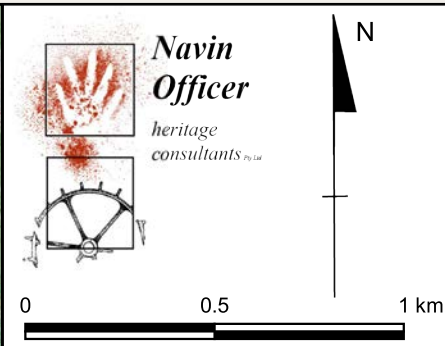 Navin
Officer
heritage
consultants Pty Ltd
N
0 0.5 1 km